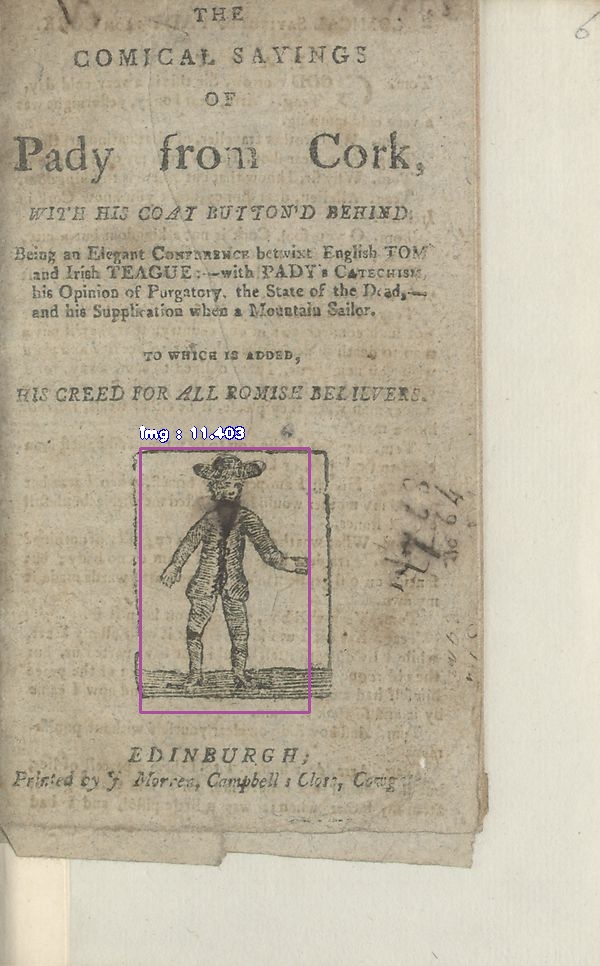 THE
COMICAL SAYINGS
OF
Pady from Cork,
WITH HIS COAT BUTTON'D BEHIND.
Being an Elegant CONFERENCE betwixt English TOM
and Irish TEAGUE:—with PADY's CATECHISM,
his Opinion of Purgatory, the State of the Dead,—
and his Supplication when a Mountain Sailor.
TO WHICH IS ADDED,
HIS CREED FOR ALL ROMISH BELIEVERS.
img : 11.403
EDINBURGH;
Printed by J. Morren, Campbell's Close, Cowg
6